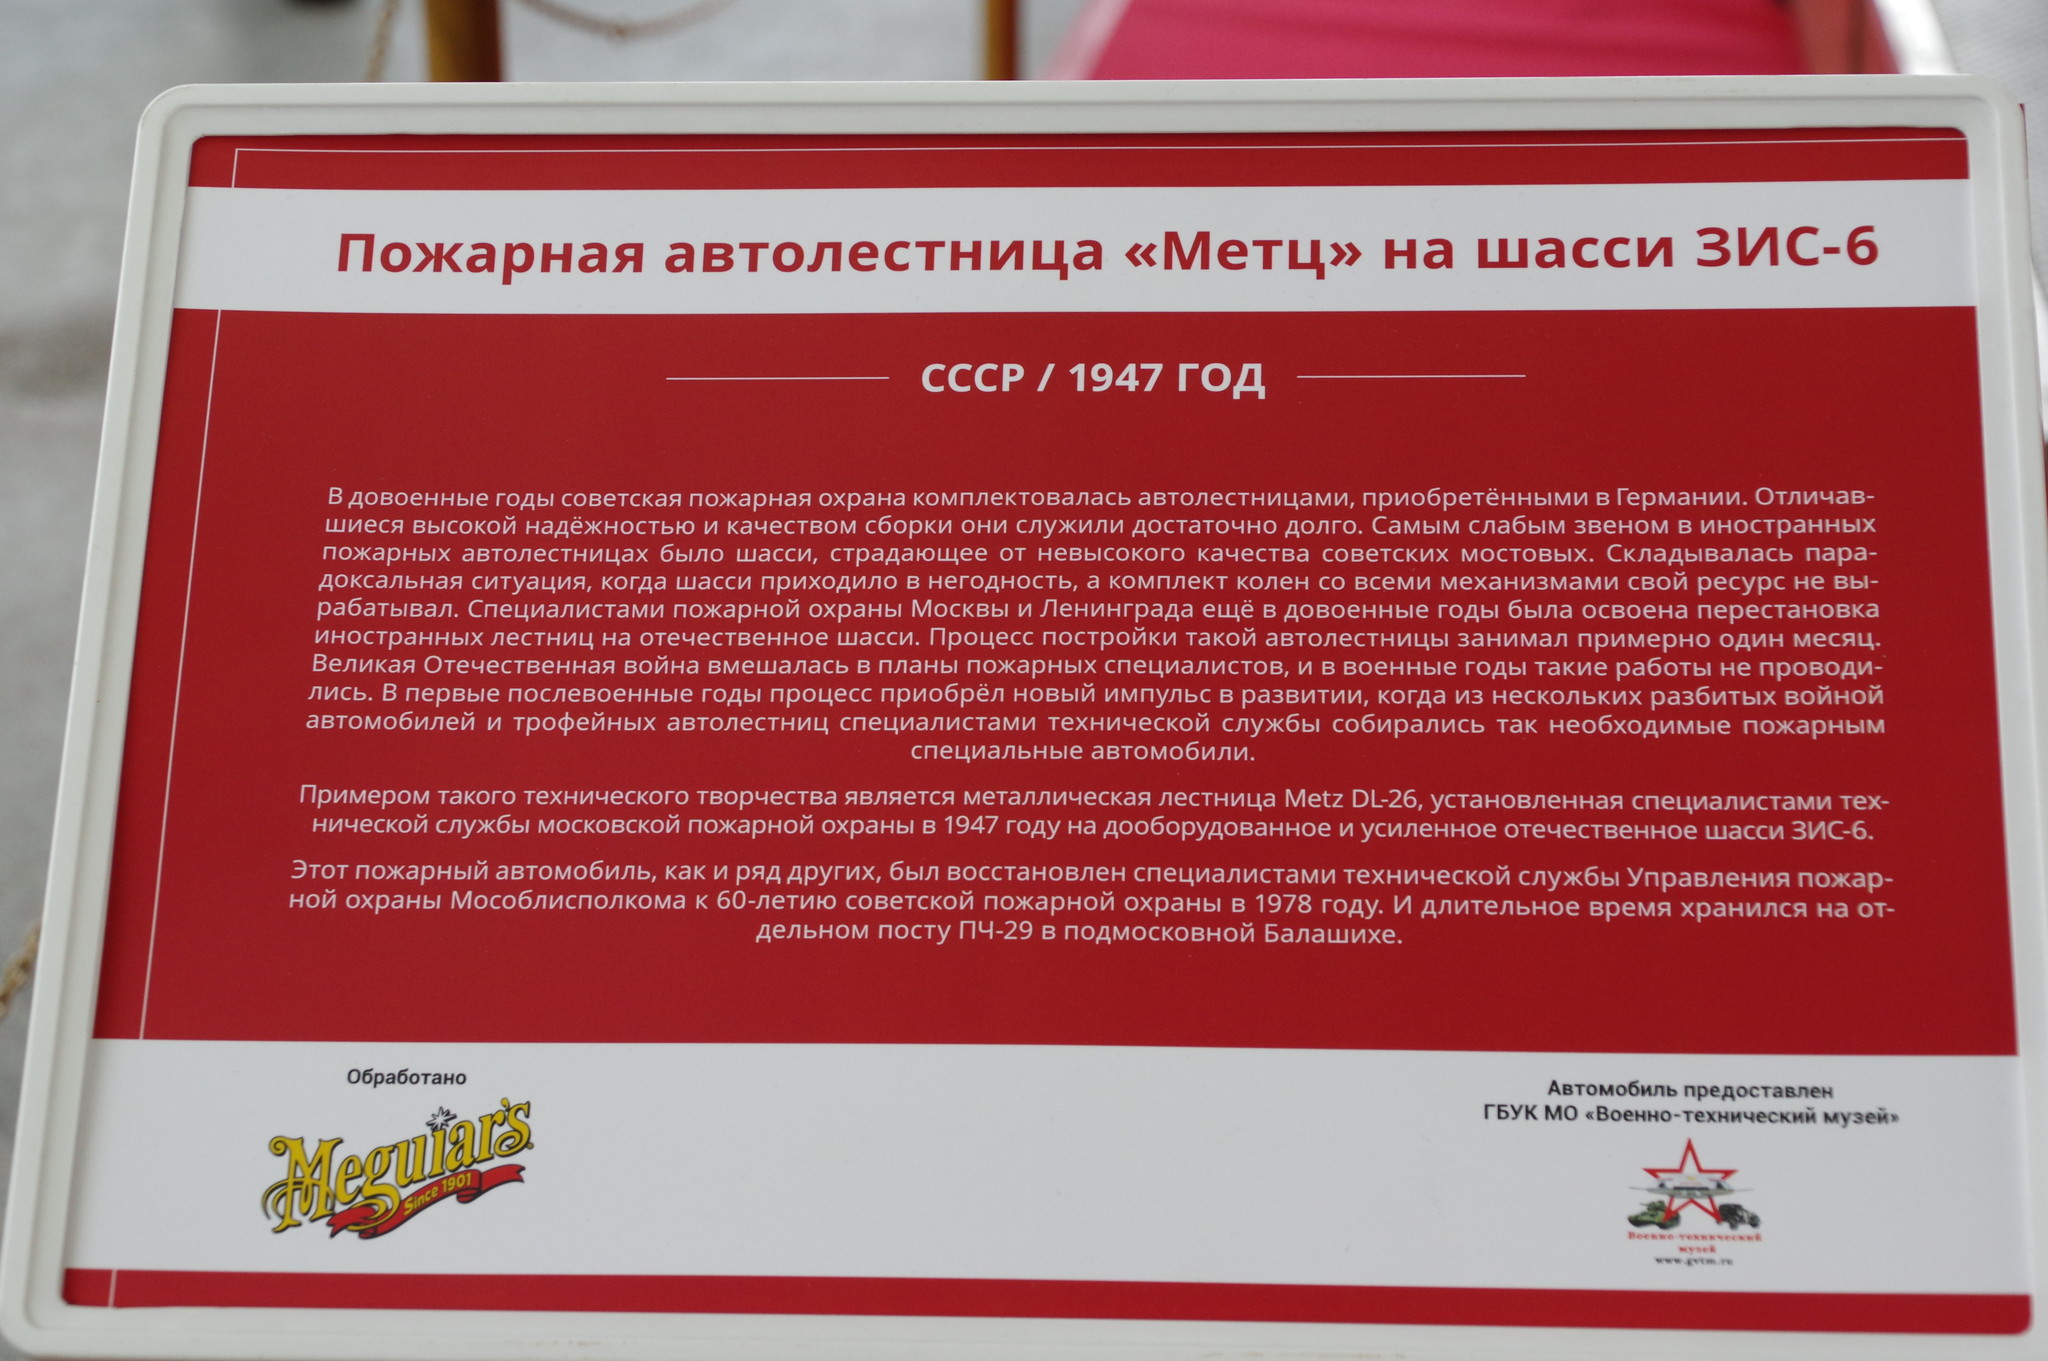 Пожарная автолестница «Метц» на шасси ЗИС-6
СССР / 1947 ГОД
В довоенные годы советская пожарная охрана комплектовалась автолестницами, приобретёнными в Германии. Отличав-
шиеся высокой надёжностью и качеством сборки они служили достаточно долго. Самым слабым звеном в иностранных
пожарных автолестницах было шасси, страдающее от невысокого качества советских мостовых. Складывалась пара-
доксальная ситуация, когда шасси приходило в негодность, а комплект колен со всеми механизмами свой ресурс не вы-
рабатывал. Специалистами пожарной охраны Москвы и Ленинграда ещё в довоенные годы была освоена перестановка
иностранных лестниц на отечественное шасси. Процесс постройки такой автолестницы занимал примерно один месяц.
Великая Отечественная война вмешалась в планы пожарных специалистов, и в военные годы такие работы не проводи-
лись. В первые послевоенные годы процесс приобрёл новый импульс в развитии, когда из нескольких разбитых войной
автомобилей и трофейных автолестниц специалистами технической службы собирались так необходимые пожарным
специальные автомобили.
Примером такого технического творчества является металлическая лестница Metz DL-26, установленная специалистами тех-
нической службы московской пожарной охраны в 1947 году на дооборудованное и усиленное отечественное шасси ЗИС-6.
Этот пожарный автомобиль, как и ряд других, был восстановлен специалистами технической службы Управления пожар-
ной охраны Мособлисполкома к 60-летию советской пожарной охраны в 1978 году. И длительное время хранился на от-
дельном посту ПЧ-29 в подмосковной Балашихе.
Обработано
Meguiar's
Since 1901
Автомобиль предоставлен
ГБУК МО «Военно-технический музей»
Военно-технический
музей
www.gvtm.ru